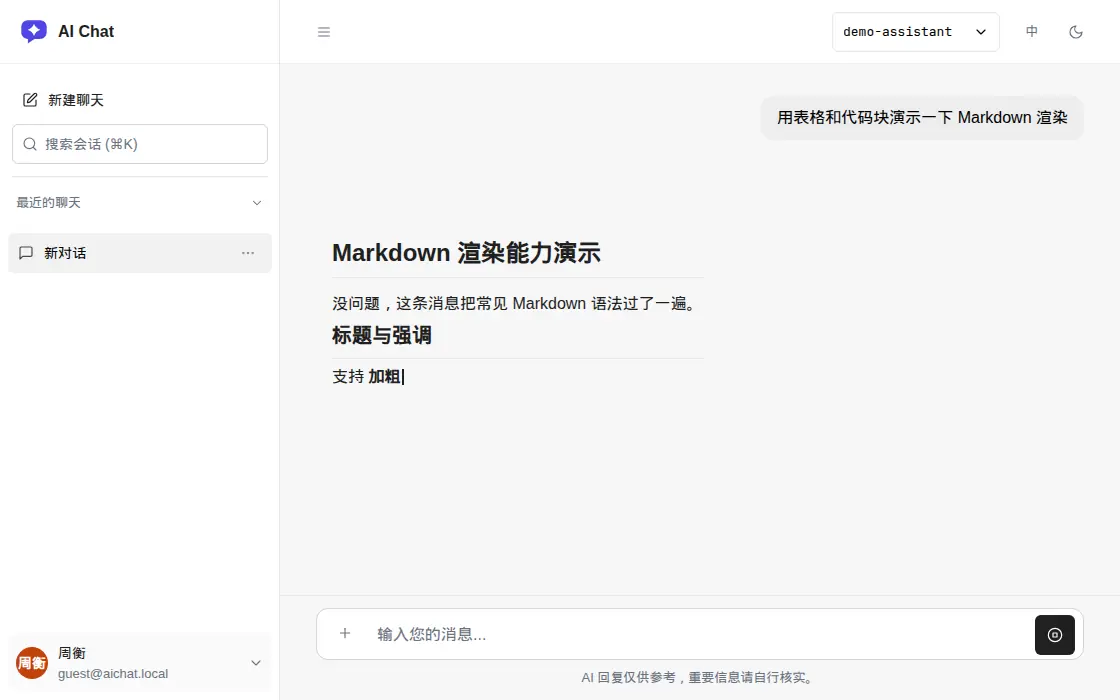 AI Chat
demo-assistant
中
新建聊天
搜索会话 (⌘K)
最近的聊天
新对话
用表格和代码块演示一下 Markdown 渲染
Markdown 渲染能力演示
没问题，这条消息把常见 Markdown 语法过了一遍。
标题与强调
支持 加粗
输入您的消息...
AI 回复仅供参考，重要信息请自行核实。
周衡
周衡
guest@aichat.local